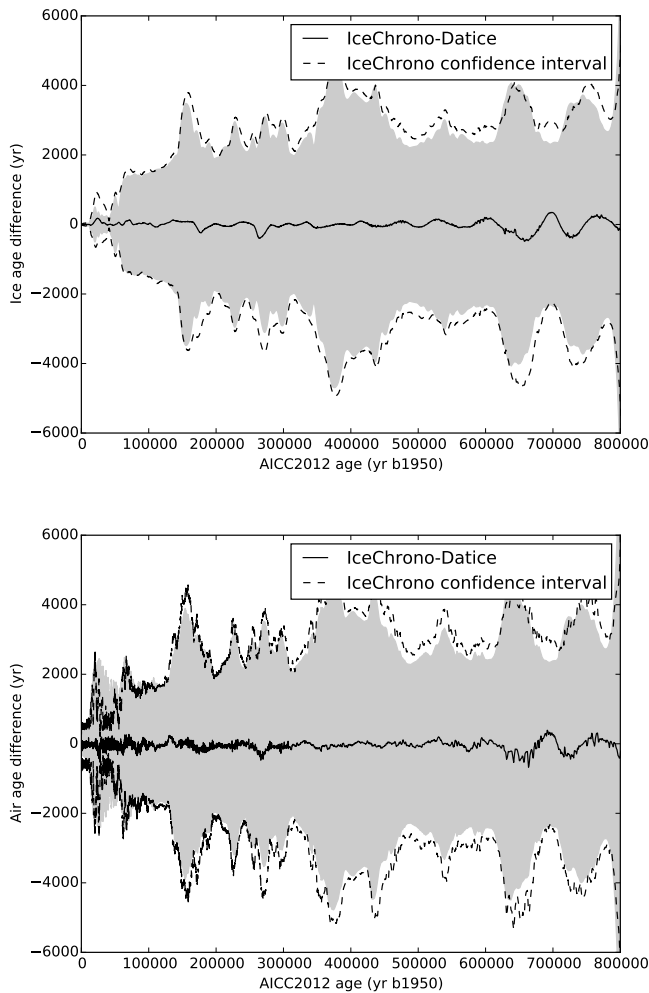 6000
4000
2000
0
−2000
−4000
−6000
Ice age difference (yr)
IceChrono-Datice
IceChrono confidence interval
0 100000 200000 300000 400000 500000 600000 700000 800000
AICC2012 age (yr b1950)
6000
4000
2000
0
−2000
−4000
−6000
Air age difference (yr)
IceChrono-Datice
IceChrono confidence interval
0 100000 200000 300000 400000 500000 600000 700000 800000
AICC2012 age (yr b1950)